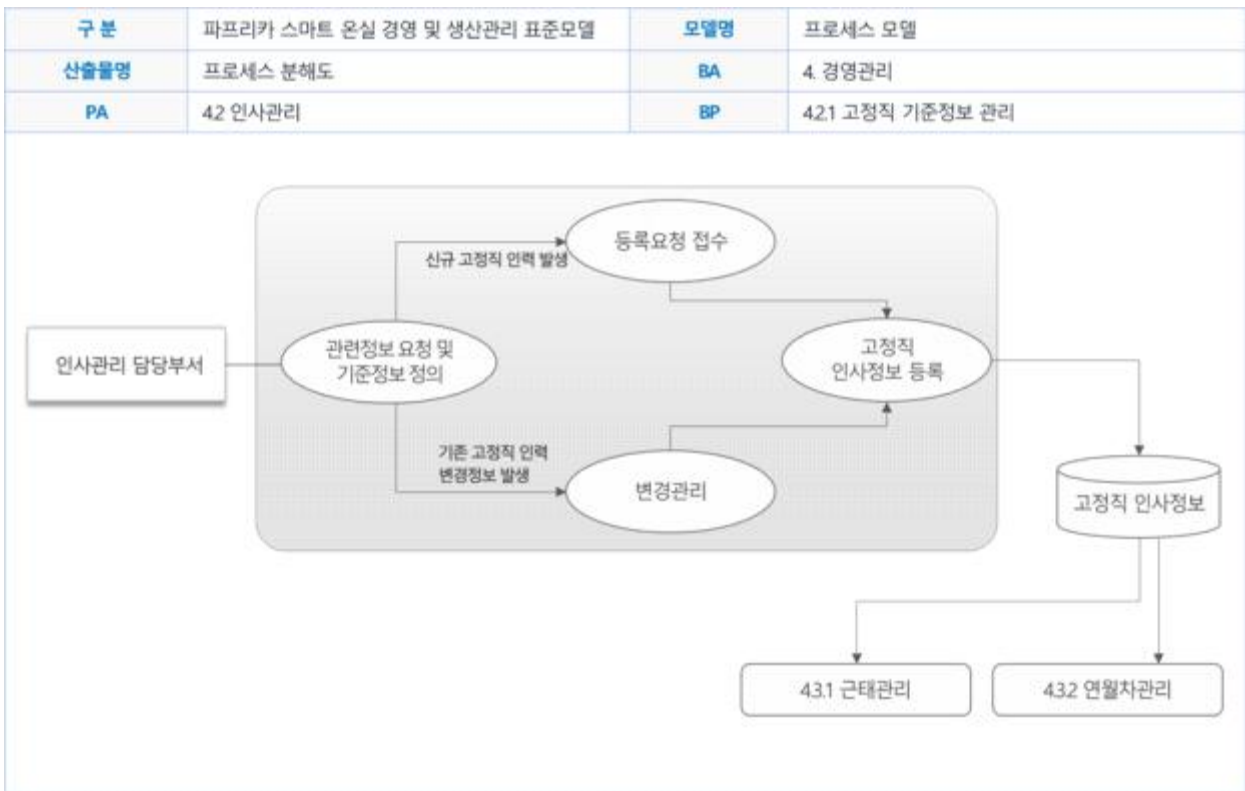 구 분 파프리카 스마트 온실 경영 및 생산관리 표준모델 모델명 프로세스 모델
산출물명 프로세스 분해도 BA 4. 경영관리
PA 4.2 인사관리 BP 4.2.1 고정직 기준정보 관리
등록요청 접수
신규 고정직 인력 발생
인사관리 담당부서
관련정보 요청 및
기준정보 정의
고정직
인사정보 등록
기존 고정직 인력
변경정보 발생
변경관리
고정직 인사정보
4.3.1 근태관리
4.3.2 연월차관리